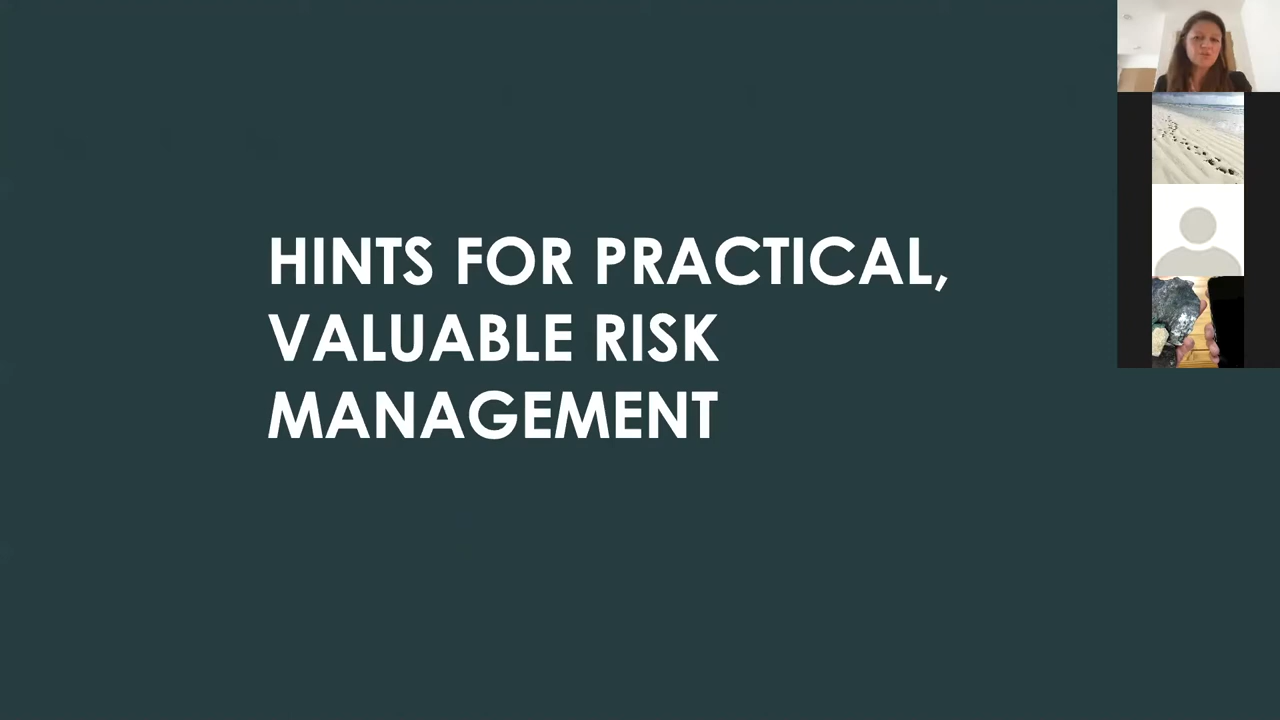 HINTS FOR PRACTICAL,
VALUABLE RISK
MANAGEMENT